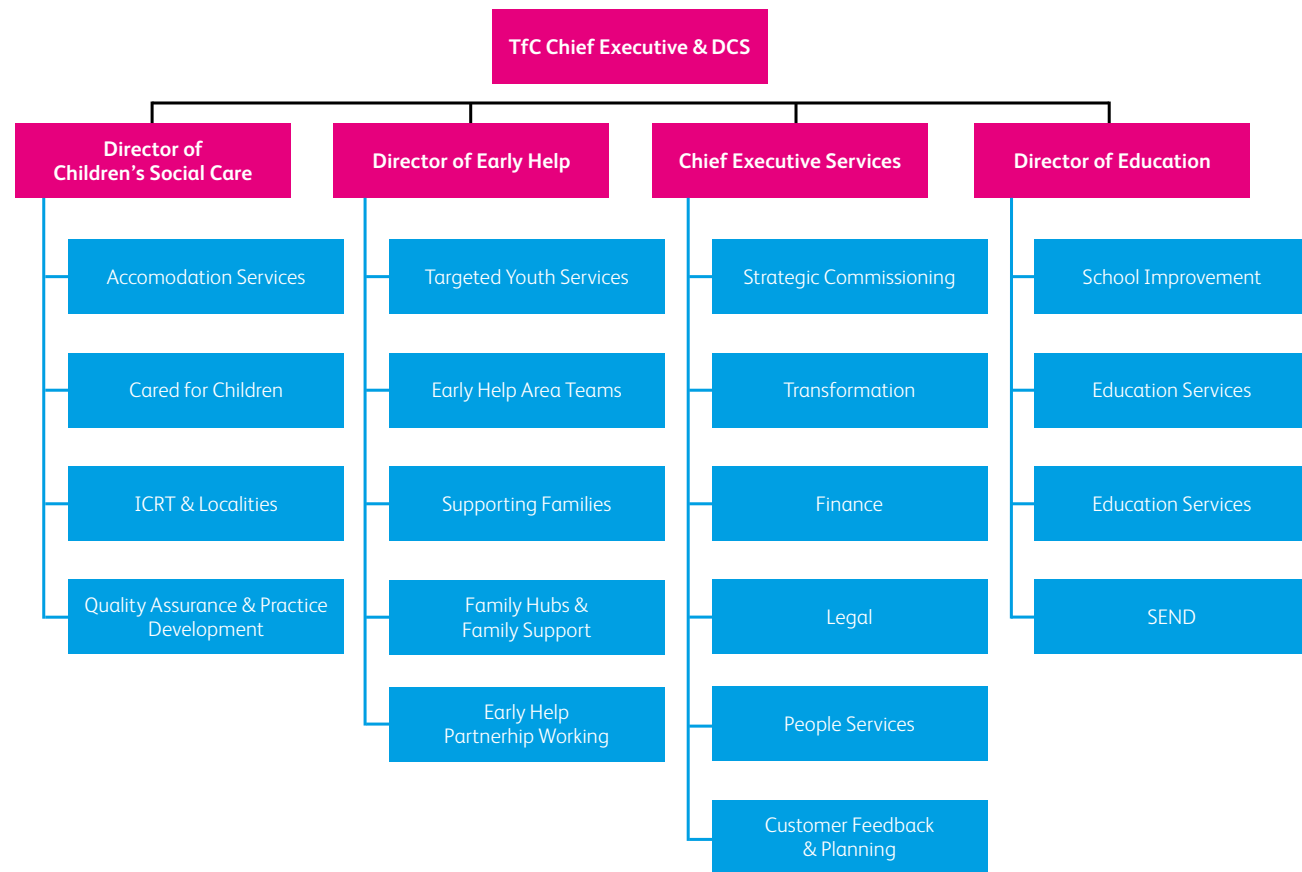 TfC Chief Executive & DCS
Director of
Children’s Social Care
Director of Early Help
Chief Executive Services
Director of Education
Accomodation Services
Targeted Youth Services
Strategic Commissioning
School Improvement
Cared for Children
Early Help Area Teams
Transformation
Education Services
ICRT & Localities
Supporting Families
Finance
Education Services
Quality Assurance & Practice
Development
Family Hubs &
Family Support
Legal
SEND
Early Help
Partnerhip Working
People Services
Customer Feedback
& Planning